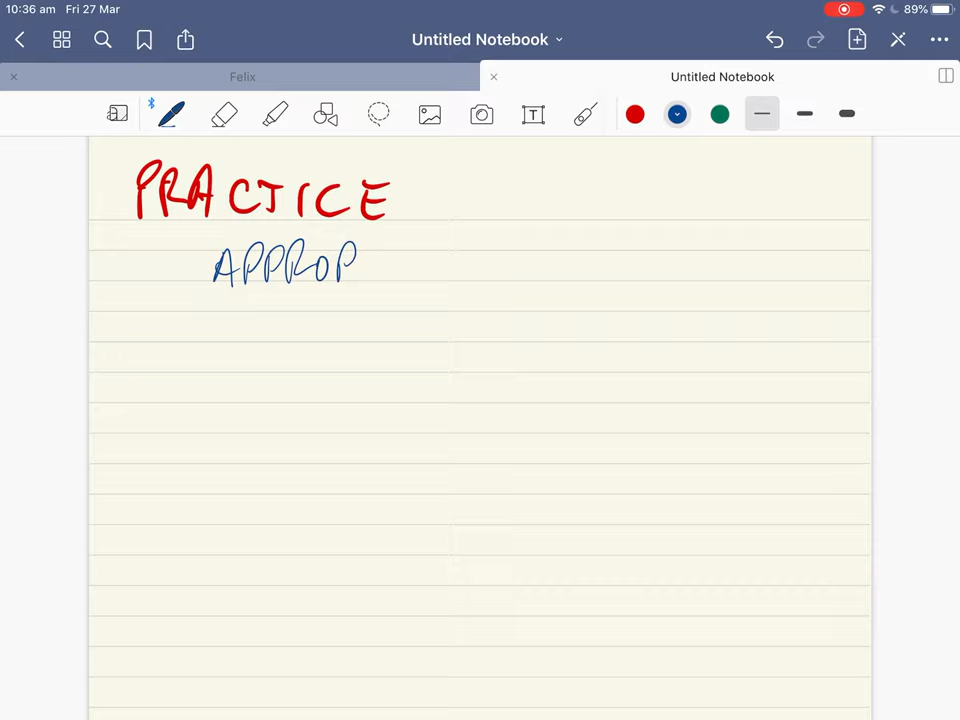 10:36 am Fri 27 Mar
89%
Untitled Notebook
Felix
Untitled Notebook
T
PRACTICE
APPROP